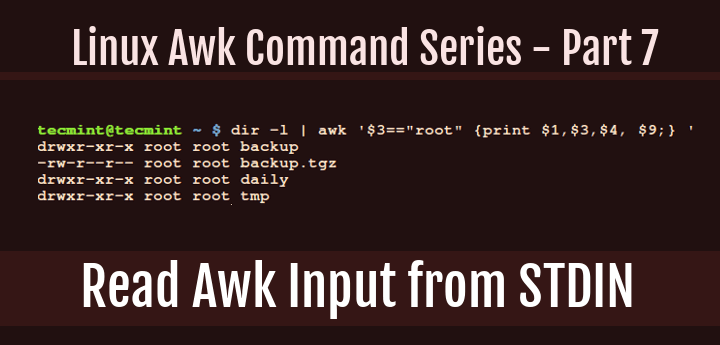 Linux Awk Command Series – Part 7
tecmint@tecmint ~ $ dir -l | awk '$3=="root" {print $1,$3,$4, $9;} '
drwxr-xr-x root root backup
-rw-r--r-- root root backup.tgz
drwxr-xr-x root root daily
drwxr-xr-x root root tmp
Read Awk Input from STDIN